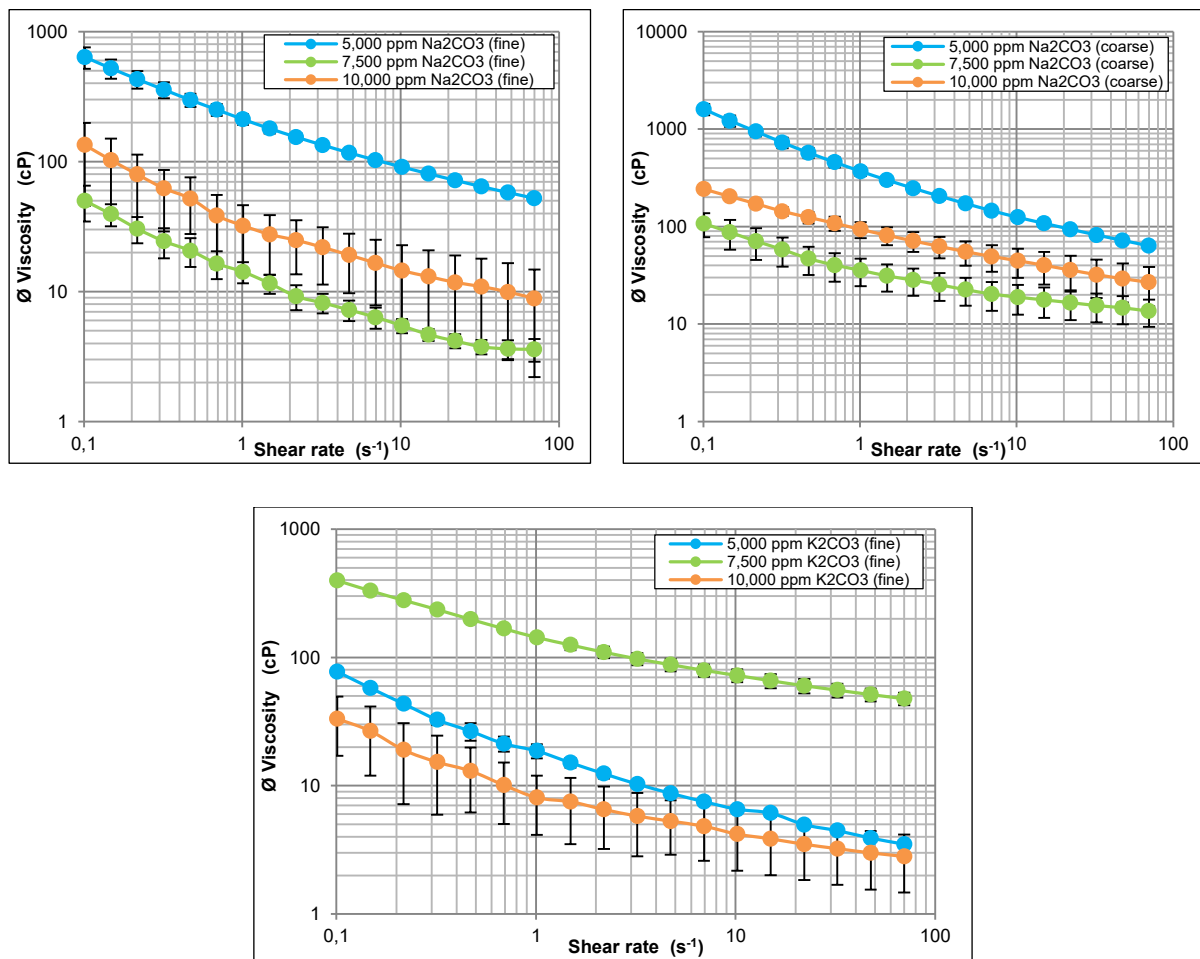 1000
100
10
1
Ø Viscosity (cP)
5,000 ppm Na2CO3 (fine)
7,500 ppm Na2CO3 (fine)
10,000 ppm Na2CO3 (fine)
0,1 1 10 100
Shear rate (s-1)
10000
1000
100
10
1
Ø Viscosity (cP)
5,000 ppm Na2CO3 (coarse)
7,500 ppm Na2CO3 (coarse)
10,000 ppm Na2CO3 (coarse)
0,1 1 10 100
Shear rate (s-1)
1000
100
10
1
Ø Viscosity (cP)
5,000 ppm K2CO3 (fine)
7,500 ppm K2CO3 (fine)
10,000 ppm K2CO3 (fine)
0,1 1 10 100
Shear rate (s-1)